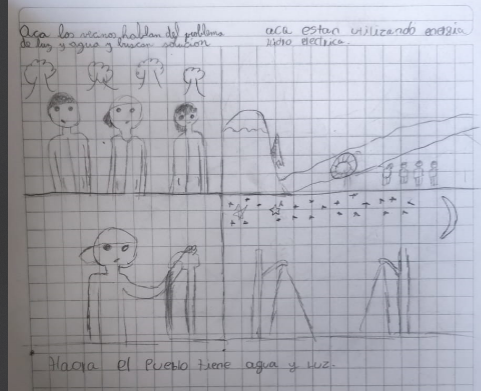 Aca los vecinos hablan del problema
de luz y agua y buscan solucion
aca estan utilizando energia
hidro electrica.
Haora el Pueblo tiene agua y luz.